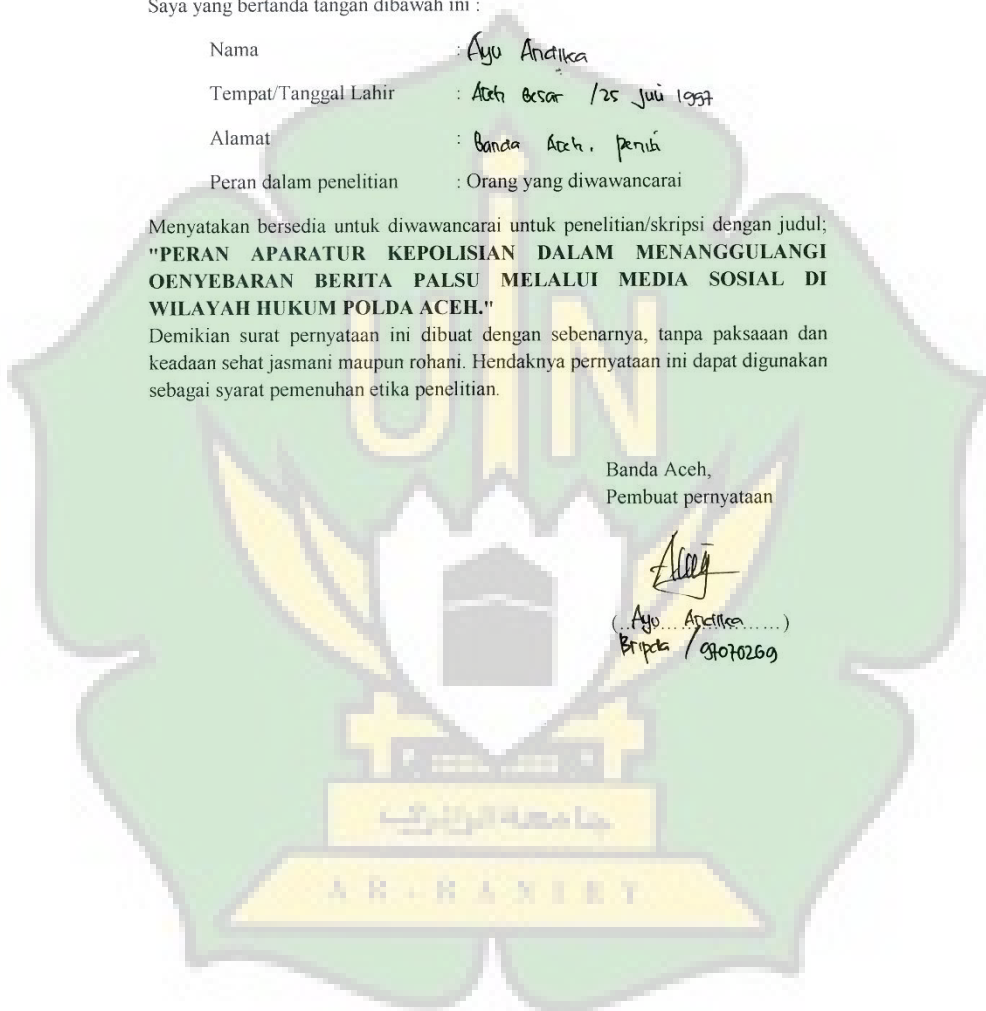 Saya yang bertanda tangan dibawah ini :
Nama : Ayu Andika
Tempat/Tanggal Lahir : Aceh Besar /25 Juli 1997
Alamat : Banda Aceh,
Peran dalam penelitian : Orang yang diwawancarai
Menyatakan bersedia untuk diwawancarai untuk penelitian/skripsi dengan judul;
"PERAN APARATUR KEPOLISIAN DALAM MENANGGULANGI
OENYEBARAN BERITA PALSU MELALUI MEDIA SOSIAL DI
WILAYAH HUKUM POLDA ACEH."
Demikian surat pernyataan ini dibuat dengan sebenarnya, tanpa paksaaan dan
keadaan sehat jasmani maupun rohani. Hendaknya pernyataan ini dapat digunakan
sebagai syarat pemenuhan etika penelitian.
UIN
Banda Aceh,
Pembuat pernyataan
(..Ayu Andika......)
Bripda / 97070269
جامعة الرانيري
AR-RANIRY